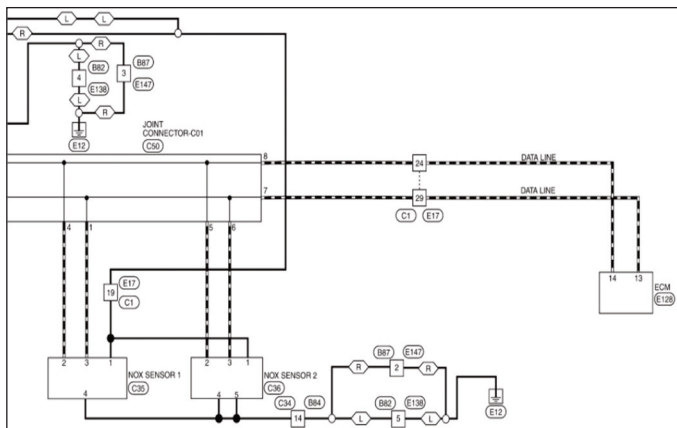 L L
R
R
L
B82 B87
4 3
E138 E147
L
R
E12
JOINT
CONNECTOR-C01
C50
8 24 DATA LINE
7 29 DATA LINE
C1 E17
4 1 5 6
E17
19
C1
14 13
ECM
E128
2 3 1 2 3 1
NOX SENSOR 1
C35
NOX SENSOR 2
C36
4 4 5
B87 E147
R 2 R
C34 B84
14
B82 E138
L 5 L
E12